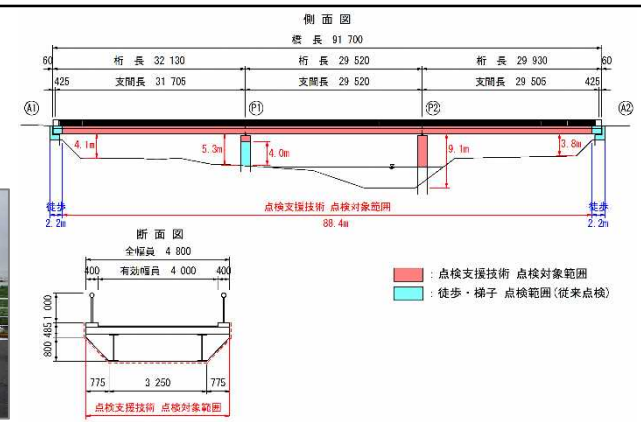 側 面 図
橋 長 91 700
60 桁 長 32 130 桁 長 29 520 桁 長 29 930 60
425 支間長 31 705 支間長 29 520 支間長 29 505 425
A1 P1 P2 A2
4.1m 5.3m 4.0m 9.1m 3.8m
徒歩 点検支援技術 点検対象範囲 徒歩
2.2m 88.4m 2.2m
断 面 図
全幅員 4 800
400 有効幅員 4 000 400
1 000
485
800
775 3 250 775
点検支援技術 点検対象範囲
:点検支援技術 点検対象範囲
:徒歩・梯子 点検範囲(従来点検)